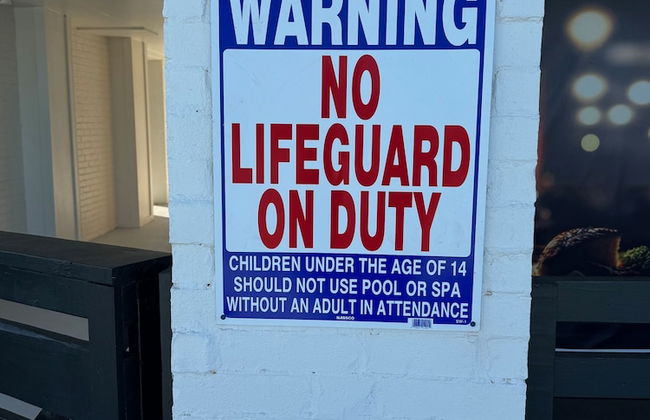 WARNING
NO
LIFEGUARD
ON DUTY
CHILDREN UNDER THE AGE OF 14
SHOULD NOT USE POOL OR SPA
WITHOUT AN ADULT IN ATTENDANCE